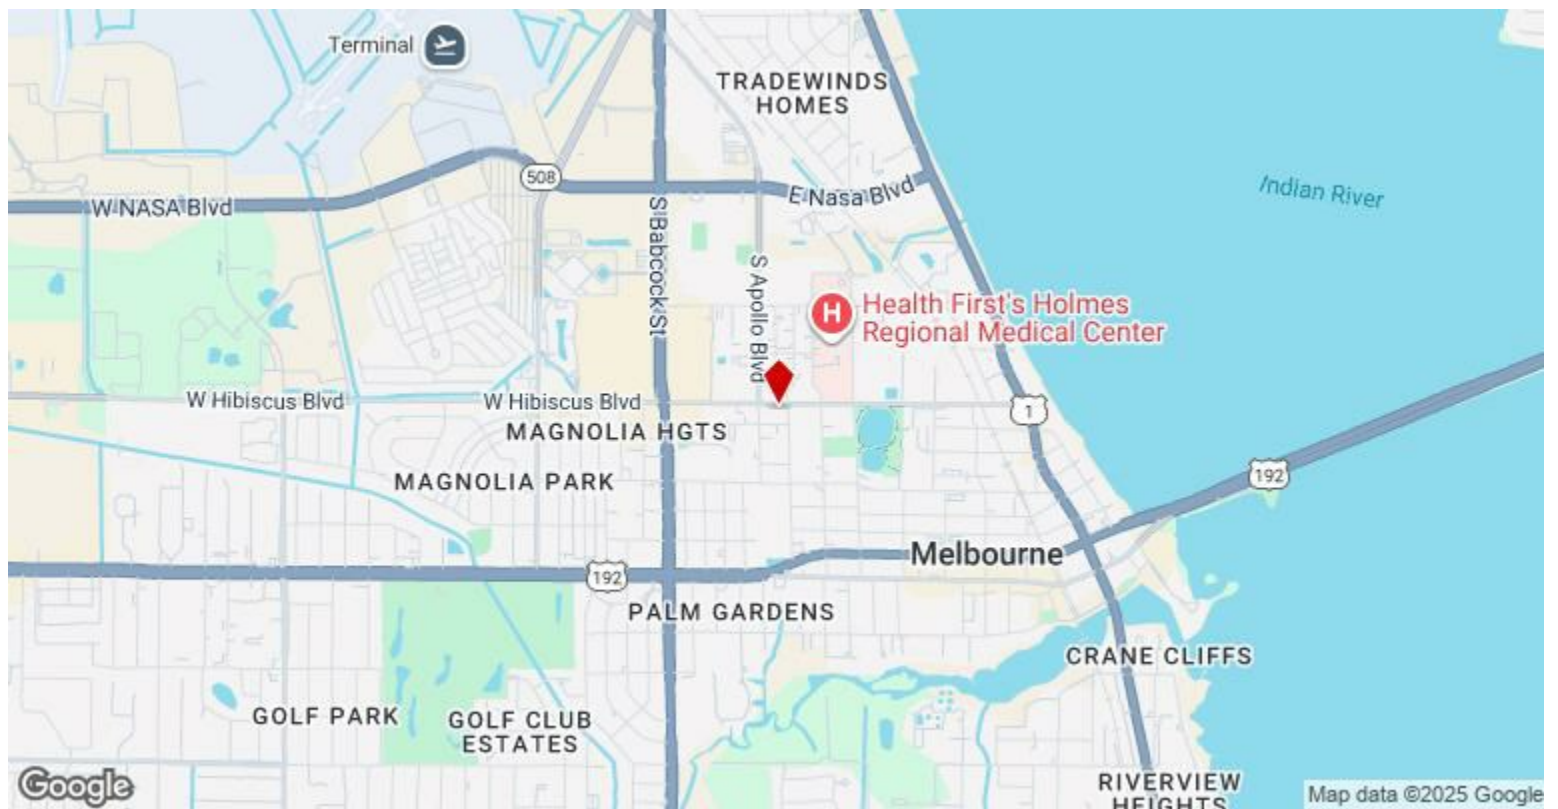 Terminal
TRADEWINDS
HOMES
508
W NASA Blvd
E Nasa Blvd
Indian River
S Babcock St
S Apollo Blvd
H
Health First's Holmes
Regional Medical Center
W Hibiscus Blvd
W Hibiscus Blvd
1
MAGNOLIA HGTS
MAGNOLIA PARK
192
Melbourne
192
PALM GARDENS
CRANE CLIFFS
GOLF PARK
GOLF CLUB
ESTATES
RIVERVIEW
HEIGHTS
Google
Map data ©2025 Google